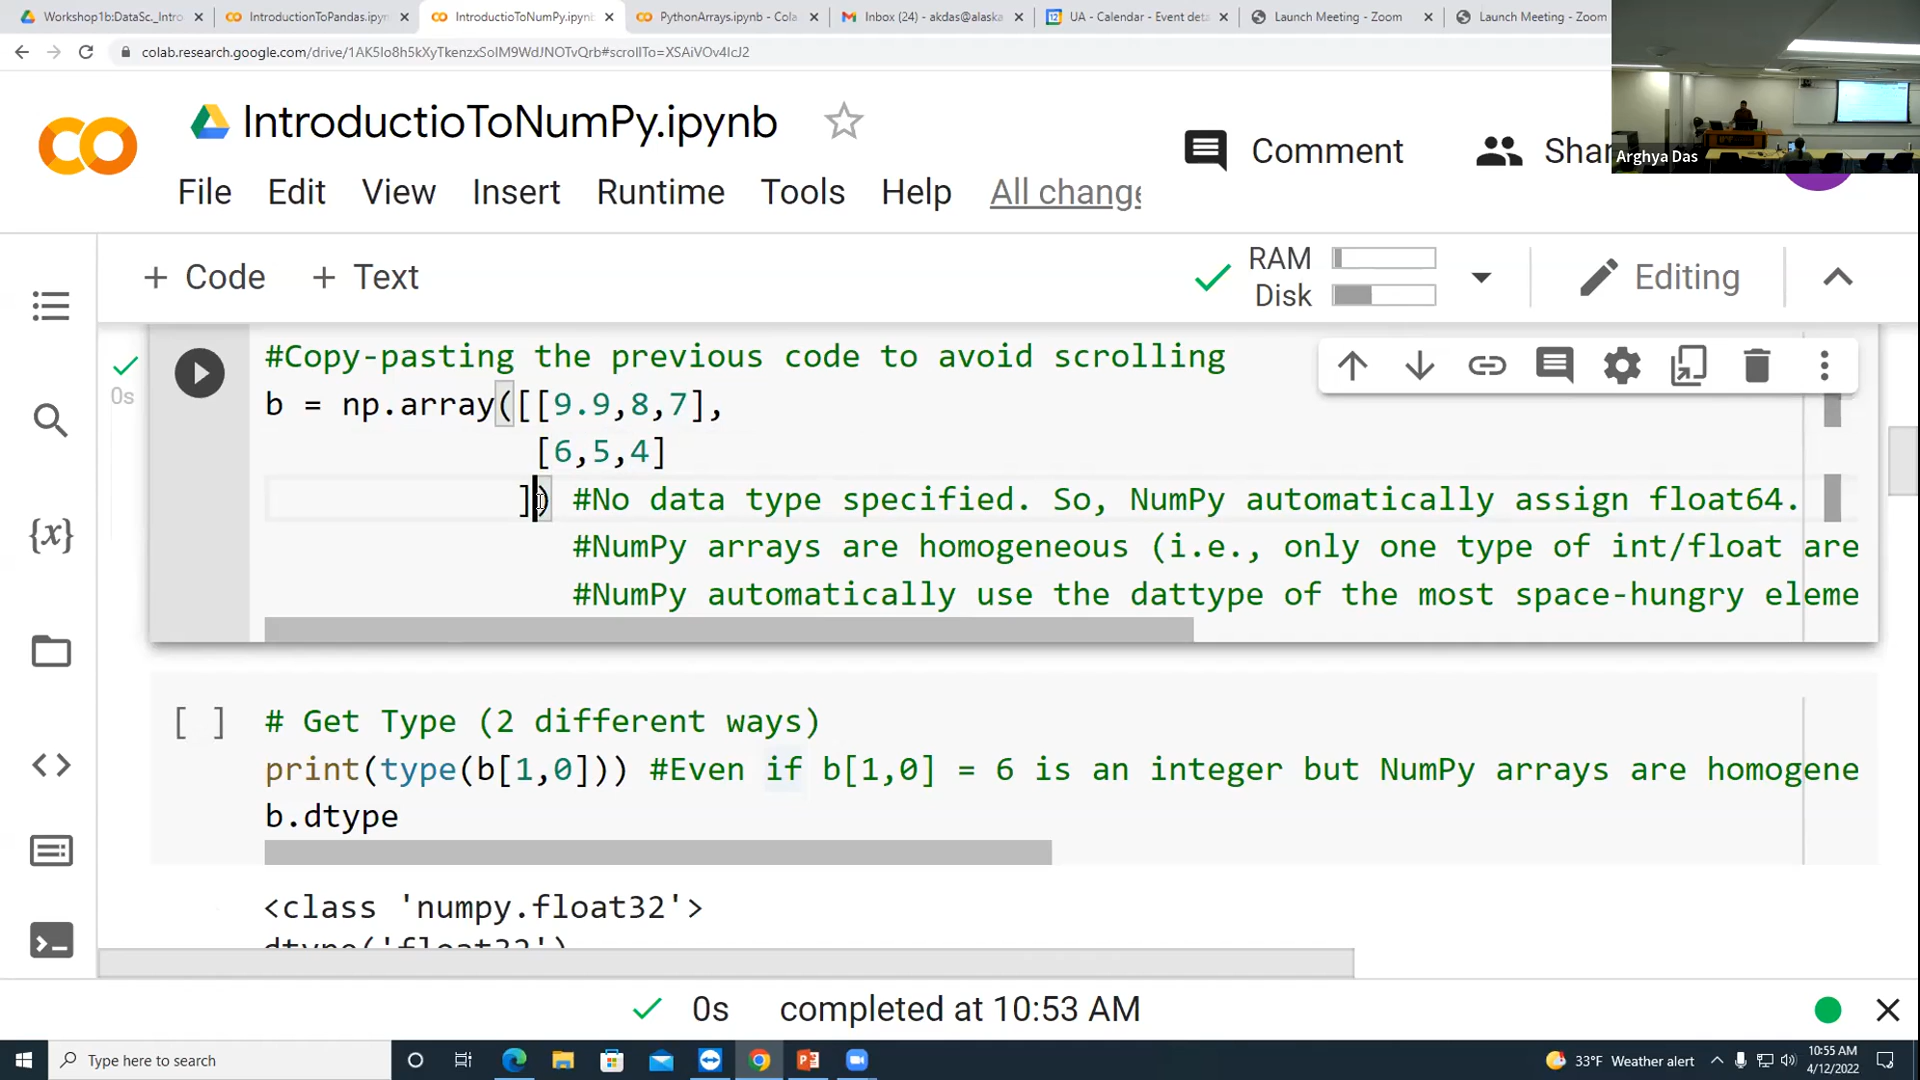 Workshop1b:DataSc._Intro
IntroductionToPandas.ipynb
IntroductioToNumPy.ipynb
PythonArrays.ipynb - Cola
Inbox (24) - akdas@alaska
UA - Calendar - Event deta
Launch Meeting - Zoom
Launch Meeting - Zoom
colab.research.google.com/drive/1AK5Io8h5kXyTkenzxSolM9WdJNOTvQrb#scrollTo=XSAiVOv4IcJ2
IntroductioToNumPy.ipynb
Comment
Shar
Arghya Das
File Edit View Insert Runtime Tools Help All change
+ Code + Text
RAM
Disk
Editing
#Copy-pasting the previous code to avoid scrolling
0s
b = np.array([[9.9,8,7],
[6,5,4]
]) #No data type specified. So, NumPy automatically assign float64.
#NumPy arrays are homogeneous (i.e., only one type of int/float are
#NumPy automatically use the dattype of the most space-hungry eleme
{x}
[ ]
# Get Type (2 different ways)
print(type(b[1,0])) #Even if b[1,0] = 6 is an integer but NumPy arrays are homogene
b.dtype
<class 'numpy.float32'>
dtype('float32')
0s completed at 10:53 AM
Type here to search
33°F Weather alert
10:55 AM
4/12/2022